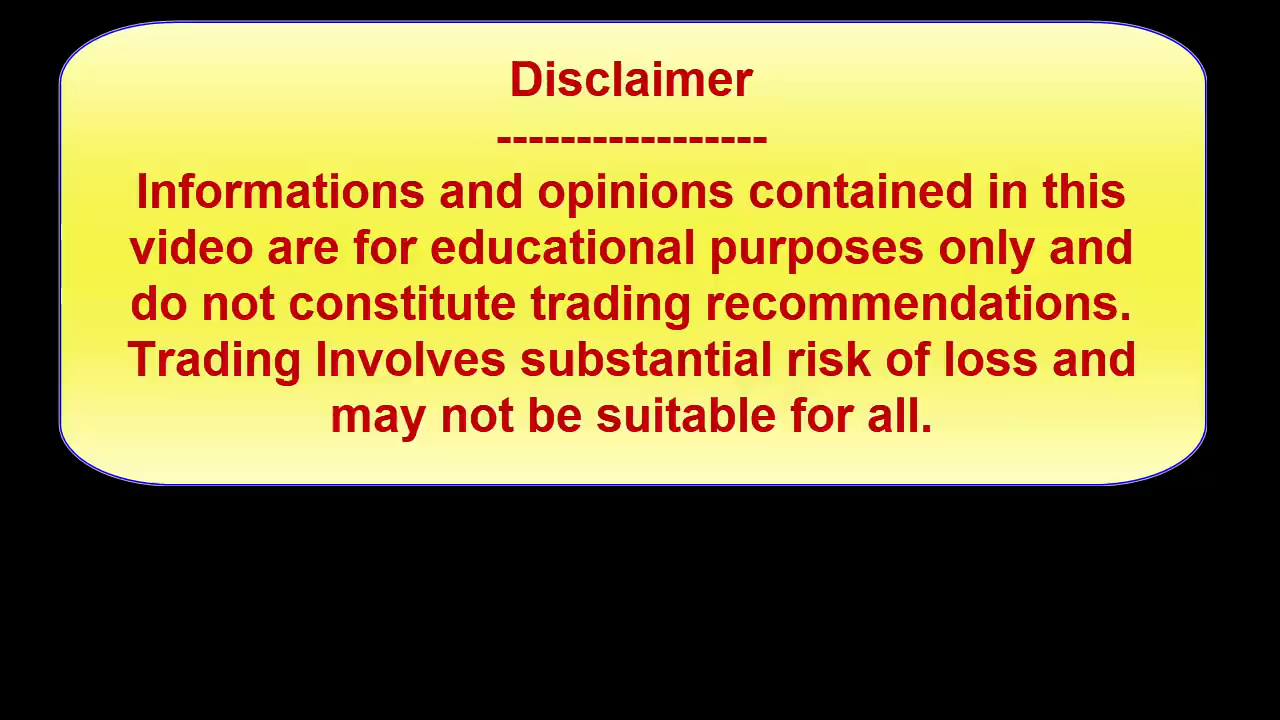 Disclaimer
-----------------
Informations and opinions contained in this
video are for educational purposes only and
do not constitute trading recommendations.
Trading Involves substantial risk of loss and
may not be suitable for all.